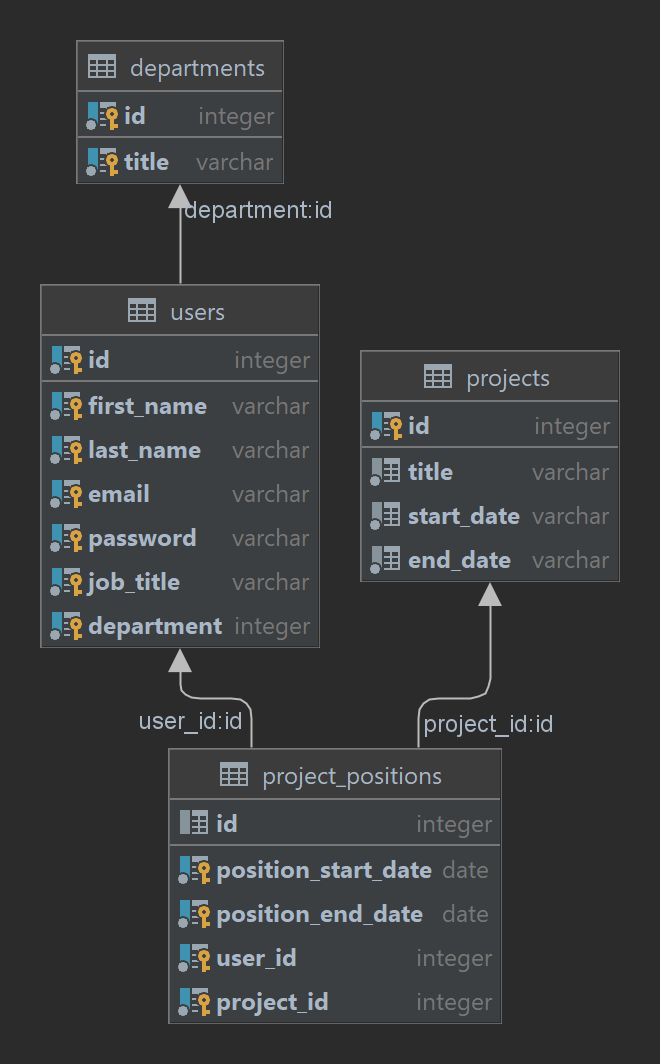 departments
id integer
title varchar
department:id
users
id integer
first_name varchar
last_name varchar
email varchar
password varchar
job_title varchar
department integer
projects
id integer
title varchar
start_date varchar
end_date varchar
user_id:id
project_id:id
project_positions
id integer
position_start_date date
position_end_date date
user_id integer
project_id integer